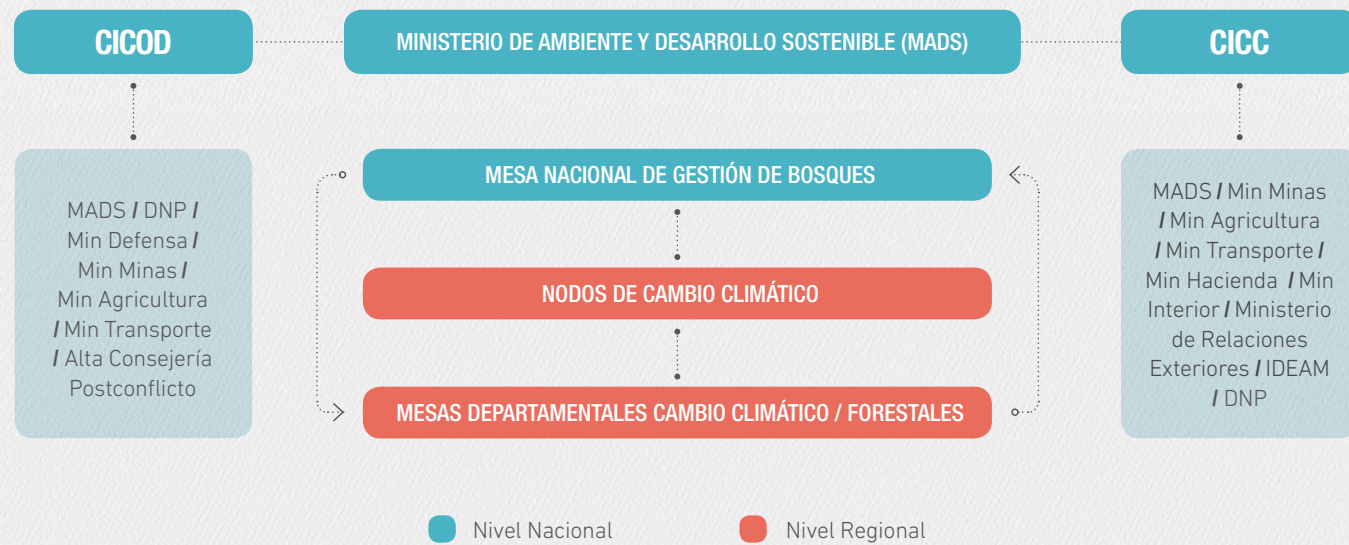 CICOD
MINISTERIO DE AMBIENTE Y DESARROLLO SOSTENIBLE (MADS)
CICC
MADS / DNP /
Min Defensa /
Min Minas /
Min Agricultura
/ Min Transporte
/ Alta Consejería
Postconflicto
MESA NACIONAL DE GESTIÓN DE BOSQUES
NODOS DE CAMBIO CLIMÁTICO
MESAS DEPARTAMENTALES CAMBIO CLIMÁTICO / FORESTALES
MADS / Min Minas
/ Min Agricultura
/ Min Transporte /
Min Hacienda / Min
Interior / Ministerio
de Relaciones
Exteriores / IDEAM
/ DNP
Nivel Nacional
Nivel Regional